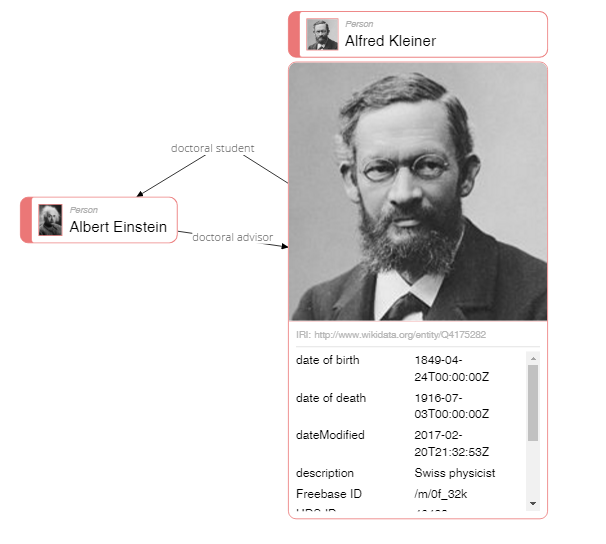 Person
Alfred Kleiner
doctoral student
Person
Albert Einstein
doctoral advisor
IRI: http://www.wikidata.org/entity/Q4175282
date of birth 1849-04-
24T00:00:00Z
date of death 1916-07-
03T00:00:00Z
dateModified 2017-02-
20T21:32:53Z
description Swiss physicist
Freebase ID /m/0f_32k